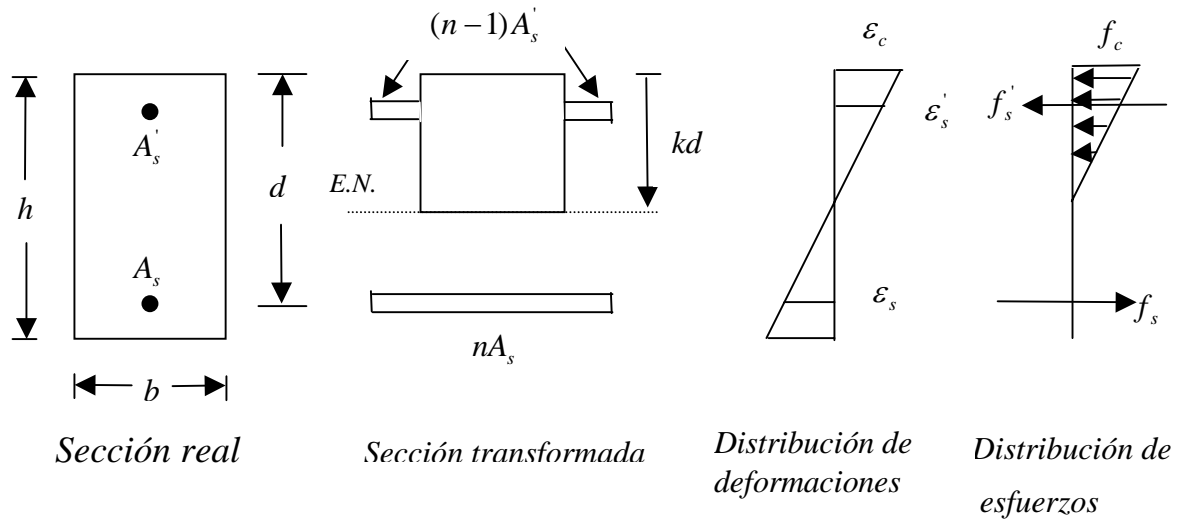 (n − 1)A's
h
A's
As
d
b
E.N.
kd
nAs
εc
ε's
εs
fc
f's
fs
Sección real
Sección transformada
Distribución de
deformaciones
Distribución de
esfuerzos